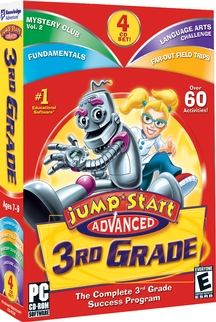 Knowledge Adventure
MYSTERY CLUB
VOL. 2
4
CD SET!
LANGUAGE ARTS
CHALLENGE
FUNDAMENTALS
FAR-OUT FIELD TRIPS
#1
Educational
Software*
Over
60
Activities!
jump start
ADVANCED
3RD GRADE
The Complete 3rd Grade
Success Program
PC
CD-ROM
EVERYONE
E
3RD GRADE
Ages 7-9
4